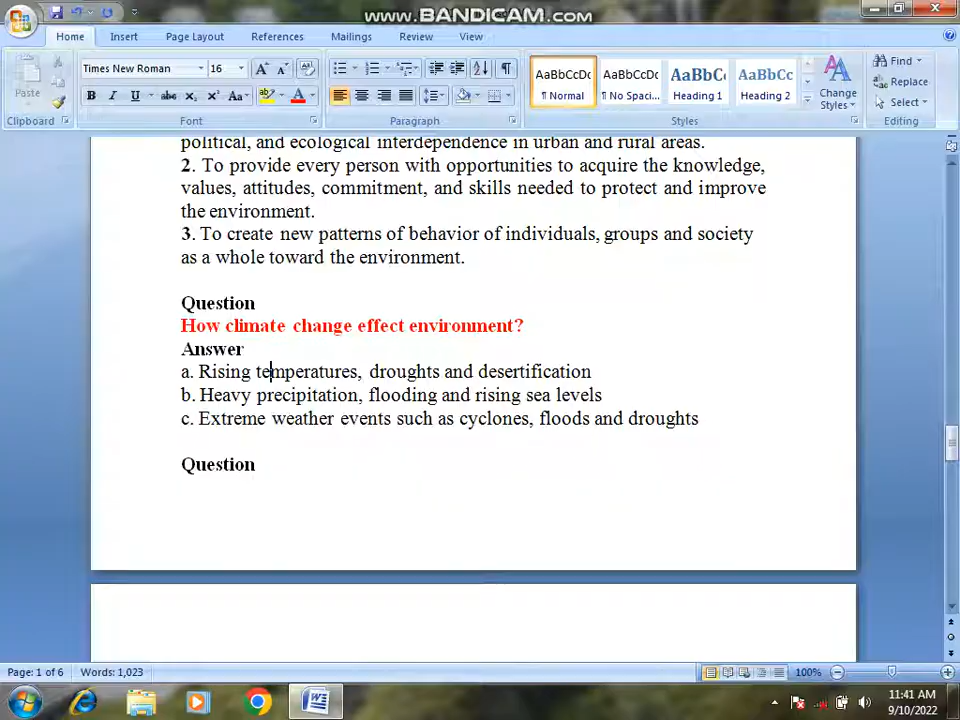 www.BANDICAM.com
Home Insert Page Layout References Mailings Review View
Paste
Times New Roman 16
AaBbCcDc AaBbCcDc AaBbC AaBbCc
B I U abc x₂ x² Aa A
¶ Normal ¶ No Spaci... Heading 1 Heading 2
Change Styles
Find
Replace
Select
Clipboard Font Paragraph Styles Editing
political, and ecological interdependence in urban and rural areas.
2. To provide every person with opportunities to acquire the knowledge,
values, attitudes, commitment, and skills needed to protect and improve
the environment.
3. To create new patterns of behavior of individuals, groups and society
as a whole toward the environment.
Question
How climate change effect environment?
Answer
a. Rising temperatures, droughts and desertification
b. Heavy precipitation, flooding and rising sea levels
c. Extreme weather events such as cyclones, floods and droughts
Question
Page: 1 of 6 Words: 1,023 100%
11:41 AM
9/10/2022